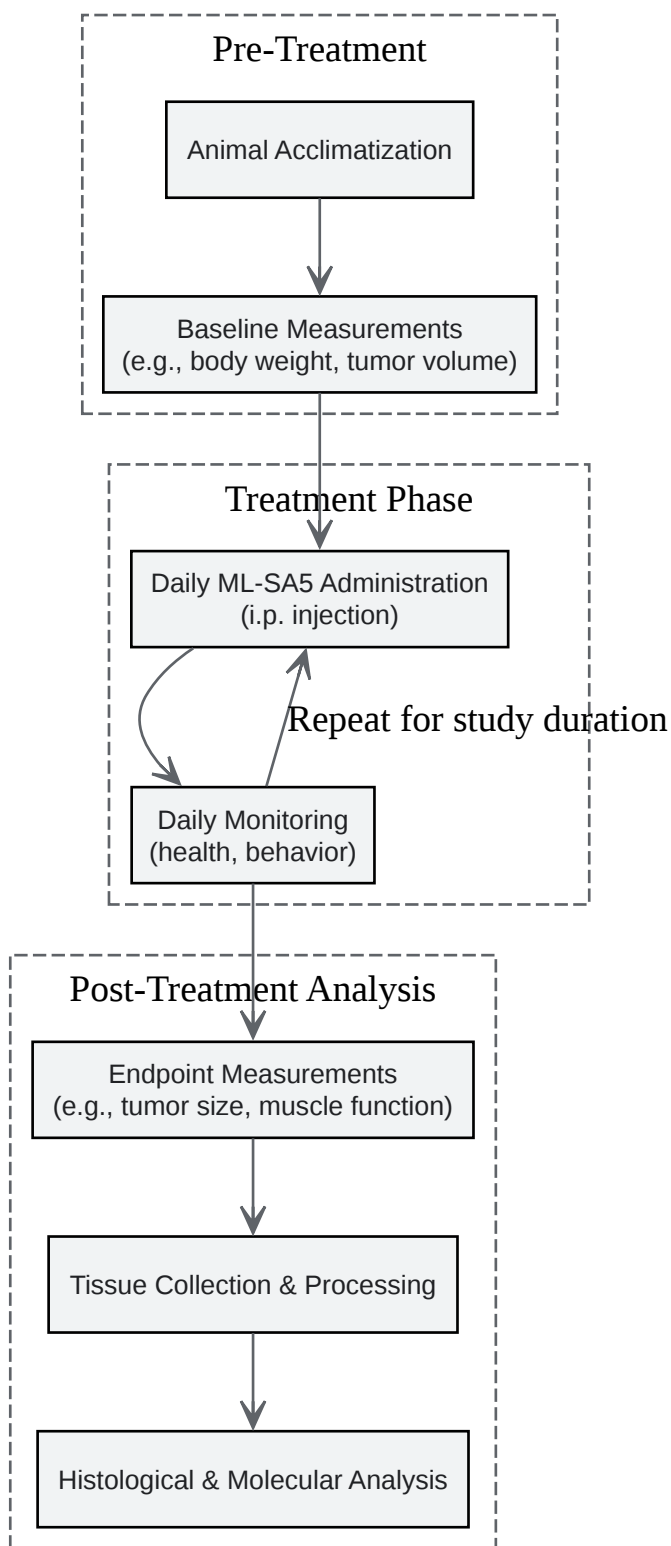 Pre-Treatment
Animal Acclimatization
Baseline Measurements
(e.g., body weight, tumor volume)
Treatment Phase
Daily ML-SA5 Administration
(i.p. injection)
Repeat for study duration
Daily Monitoring
(health, behavior)
Post-Treatment Analysis
Endpoint Measurements
(e.g., tumor size, muscle function)
Tissue Collection & Processing
Histological & Molecular Analysis